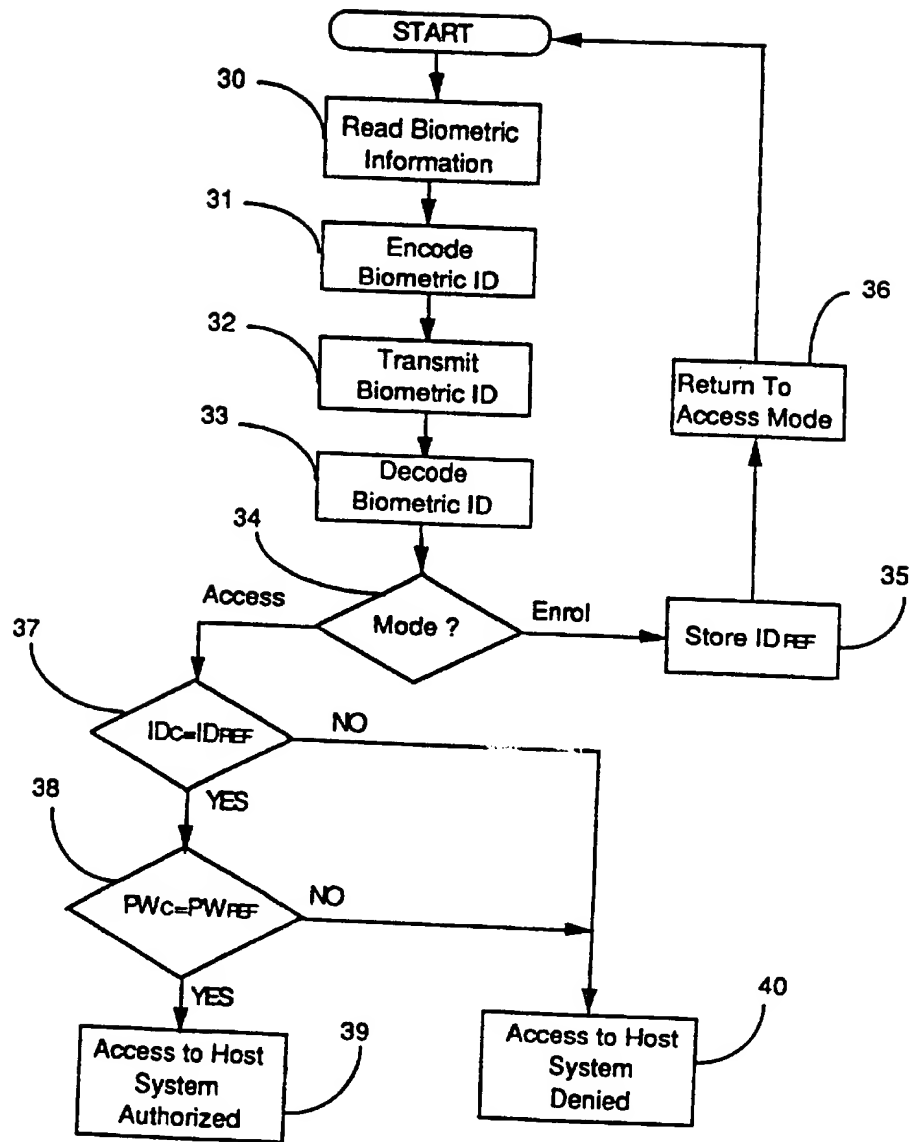 START
30
Read Biometric
Information
31
Encode
Biometric ID
32
Transmit
Biometric ID
36
Return To
Access Mode
33
Decode
Biometric ID
34
Access
Mode ?
Enrol
35
Store IDREF
37
IDC=IDREF
NO
YES
38
PWC=PWREF
NO
YES
39
Access to Host
System
Authorized
40
Access to Host
System
Denied